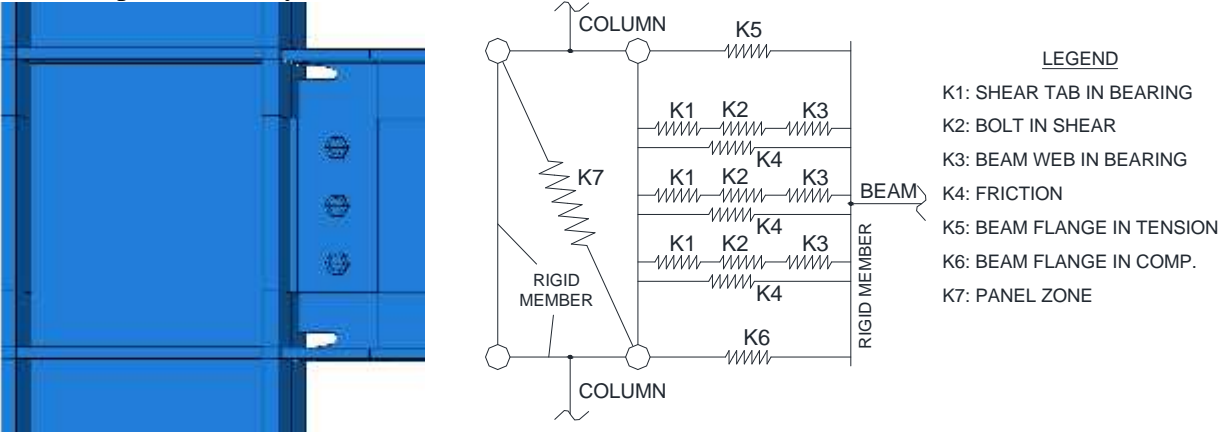 COLUMN
K5
K1 K2 K3
K4
K7
K1 K2 K3
K4
BEAM
K1 K2 K3
K4
RIGID
MEMBER
RIGID MEMBER
K6
COLUMN
LEGEND
K1: SHEAR TAB IN BEARING
K2: BOLT IN SHEAR
K3: BEAM WEB IN BEARING
K4: FRICTION
K5: BEAM FLANGE IN TENSION
K6: BEAM FLANGE IN COMP.
K7: PANEL ZONE